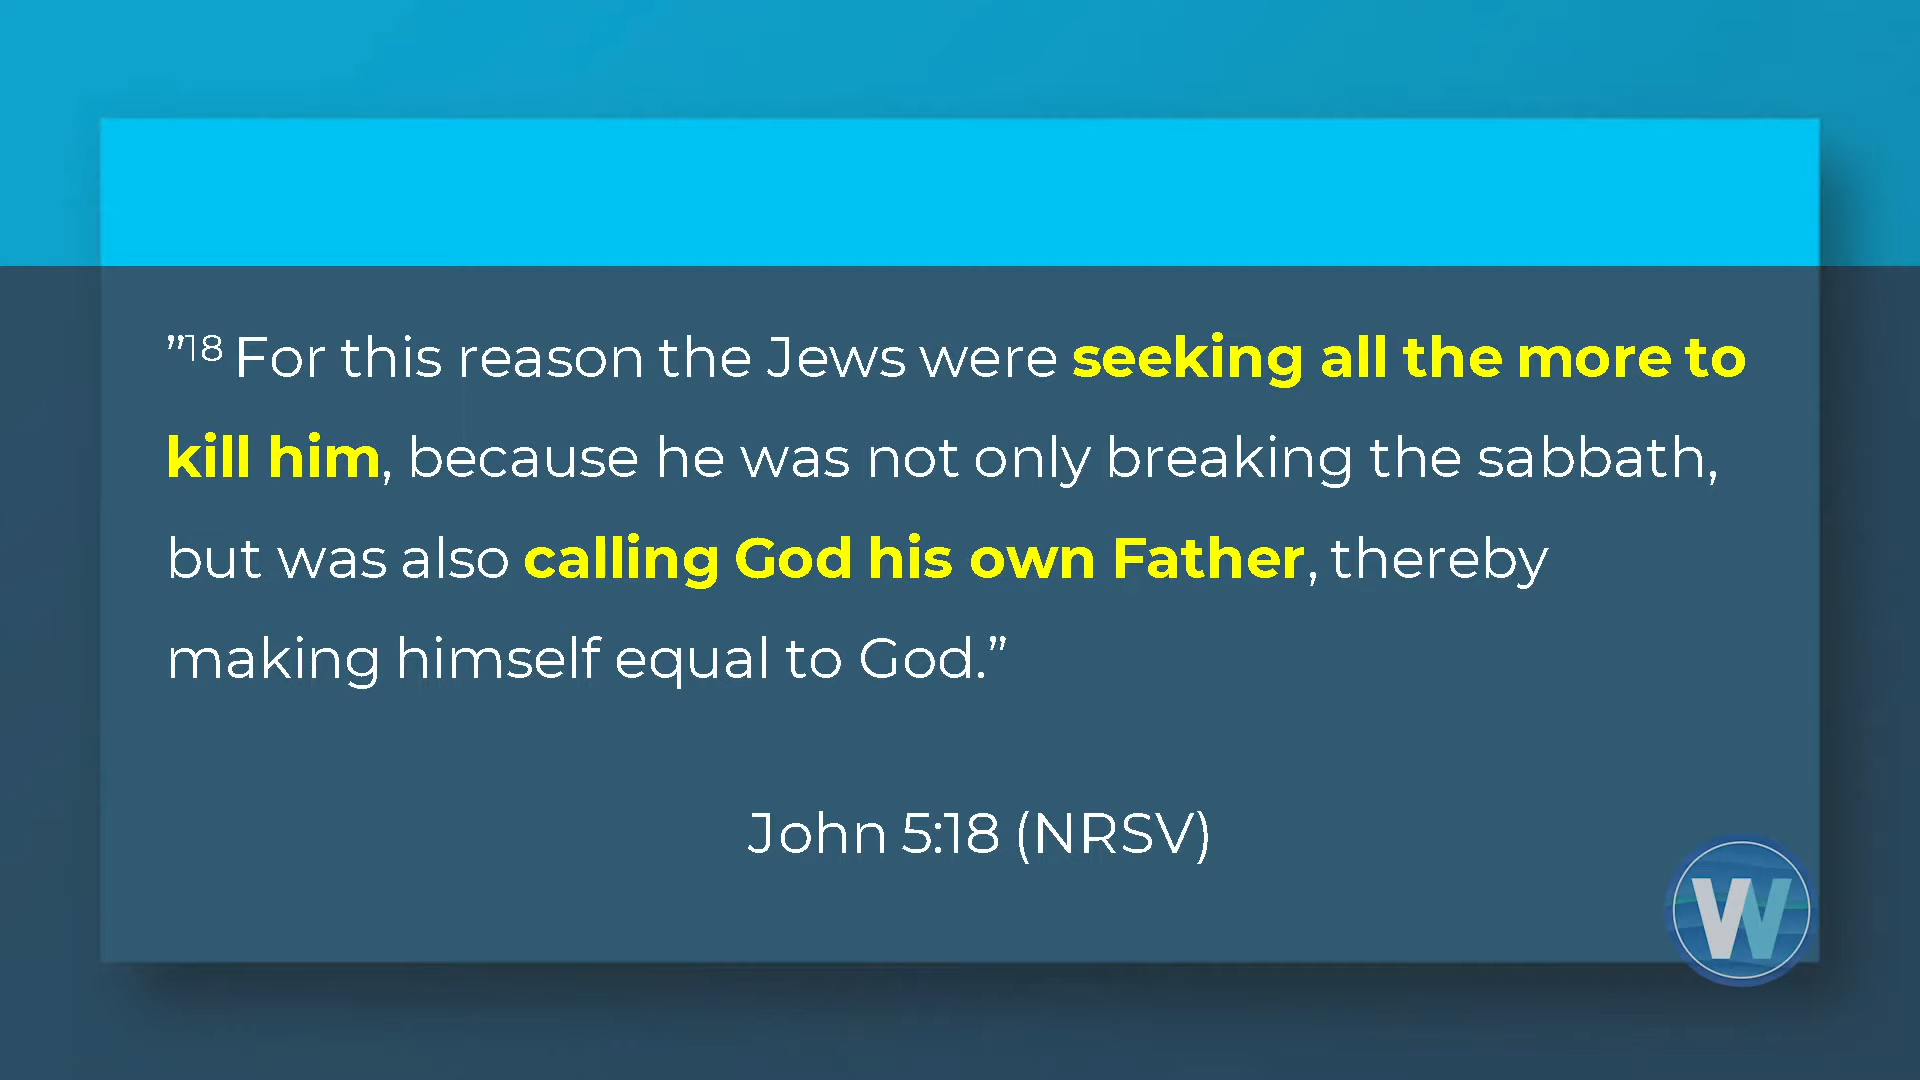 ”18 For this reason the Jews were seeking all the more to
kill him, because he was not only breaking the sabbath,
but was also calling God his own Father, thereby
making himself equal to God.”
John 5:18 (NRSV)
W